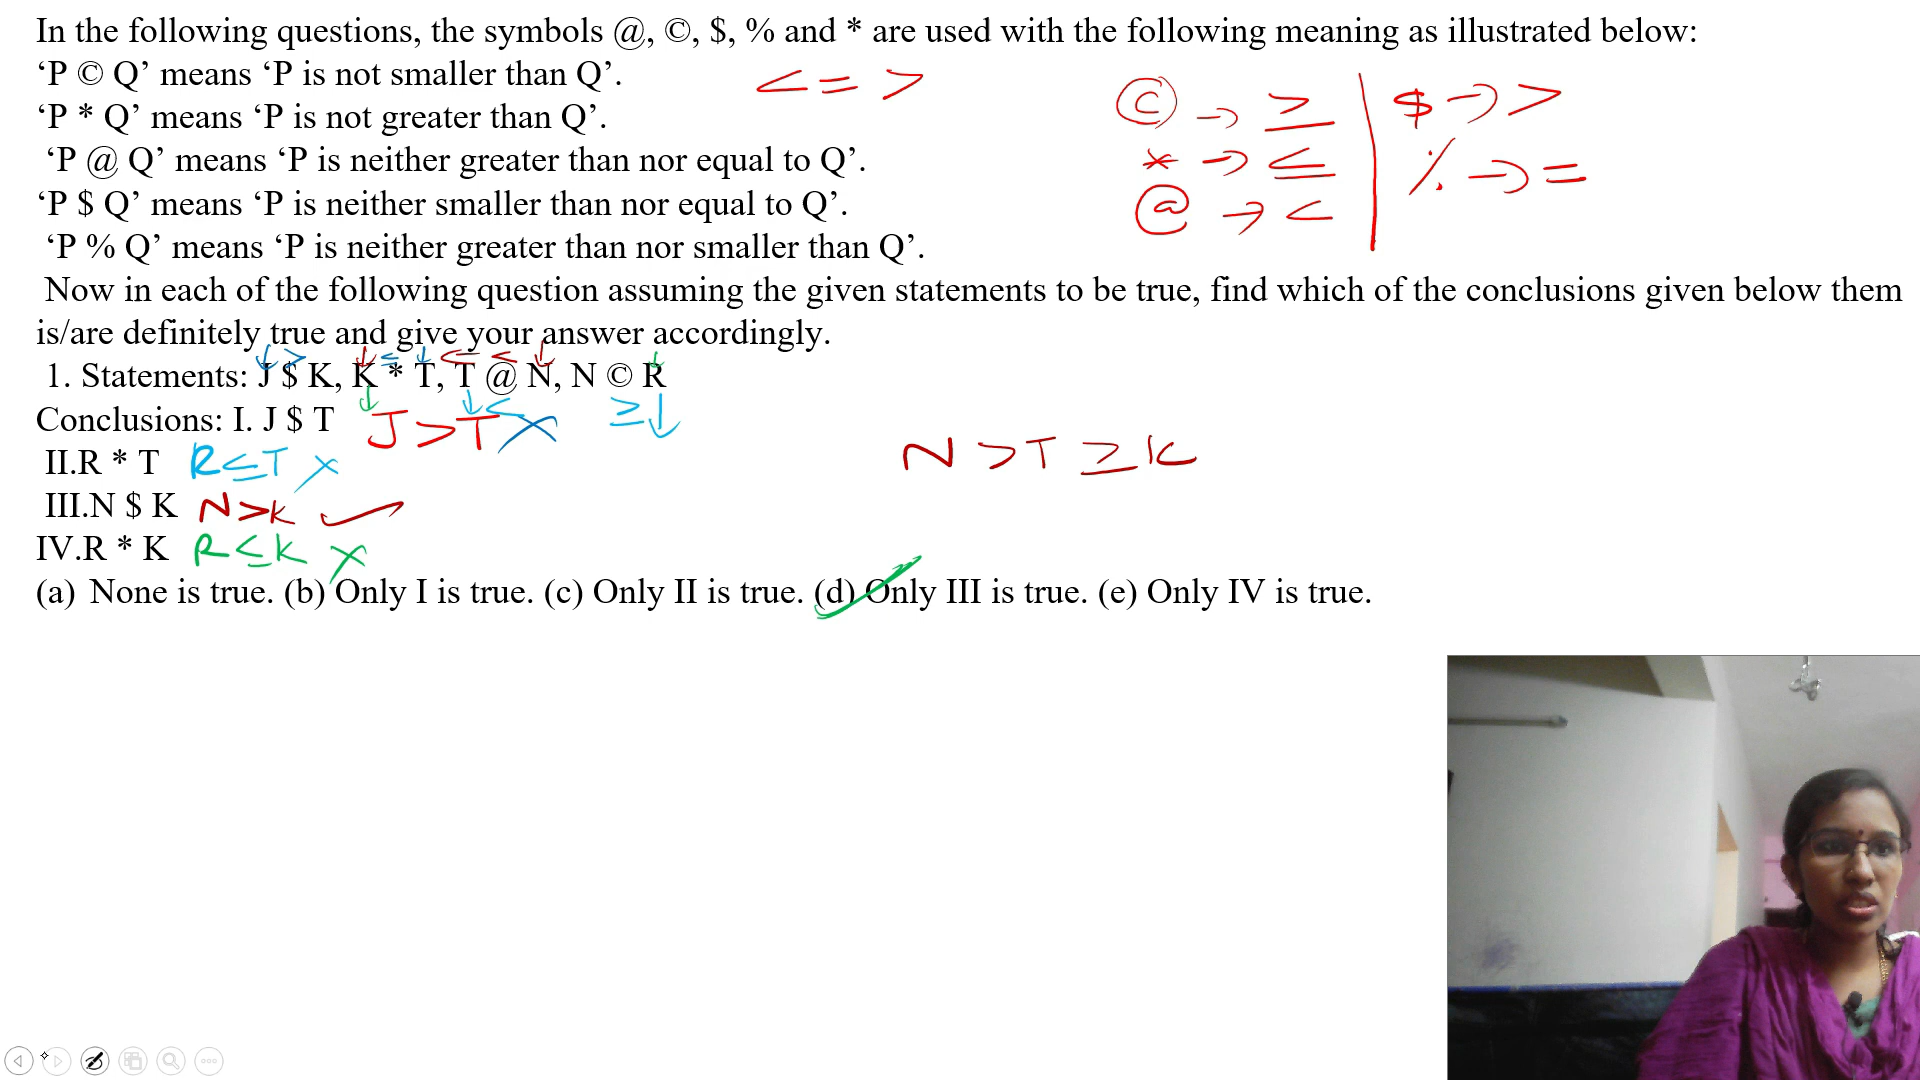 In the following questions, the symbols @, ©, $, % and * are used with the following meaning as illustrated below:
‘P © Q’ means ‘P is not smaller than Q’.
< = >
© → ≥
$ → >
‘P * Q’ means ‘P is not greater than Q’.
* → ≤
% → =
‘P @ Q’ means ‘P is neither greater than nor equal to Q’.
@ → <
‘P $ Q’ means ‘P is neither smaller than nor equal to Q’.
‘P % Q’ means ‘P is neither greater than nor smaller than Q’.
Now in each of the following question assuming the given statements to be true, find which of the conclusions given below them
is/are definitely true and give your answer accordingly.
↓ > ↓ ≤ ↓ < < ↓ ↓
1. Statements: J $ K, K * T, T @ N, N © R
Conclusions: I. J $ T J > T ×
↓ ↓ < ≥ ↓
II.R * T R ≤ T ×
N > T ≥ K
III.N $ K N > K ✓
IV.R * K R ≤ K ×
(a) None is true. (b) Only I is true. (c) Only II is true. (d) Only III is true. (e) Only IV is true.